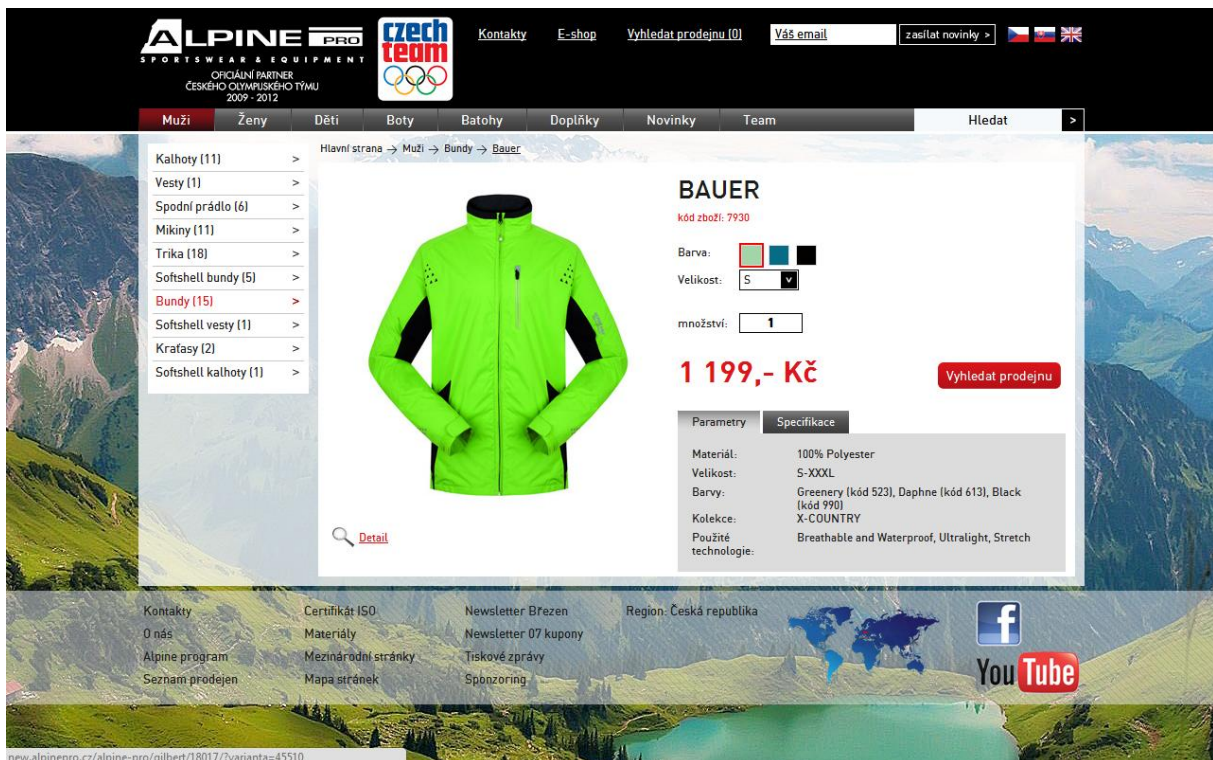 ALPINE PRO
SPORTSWEAR & EQUIPMENT
OFICIÁLNÍ PARTNER
ČESKÉHO OLYMPIJSKÉHO TÝMU
2009 - 2012
czech
team
Kontakty E-shop Vyhledat prodejnu (0) Váš email zasílat novinky >
Muži Ženy Děti Boty Batohy Doplňky Novinky Team Hledat >
Hlavní strana → Muži → Bundy → Bauer
Kalhoty (11) >
Vesty (1) >
Spodní prádlo (6) >
Mikiny (11) >
Trika (18) >
Softshell bundy (5) >
Bundy (15) >
Softshell vesty (1) >
Kraťasy (2) >
Softshell kalhoty (1) >
Detail
BAUER
kód zboží: 7930
Barva:
Velikost: S
množství: 1
1 199,- Kč
Vyhledat prodejnu
Parametry Specifikace
Materiál: 100% Polyester
Velikost: S-XXXL
Barvy: Greenery (kód 523), Daphne (kód 613), Black
(kód 990)
Kolekce: X-COUNTRY
Použité Breathable and Waterproof, Ultralight, Stretch
technologie:
Kontakty Certifikát ISO Newsletter Březen Region: Česká republika
O nás Materiály Newsletter 07 kupony
Alpine program Mezinárodní stránky Tiskové zprávy
Seznam prodejen Mapa stránek Sponzoring
f
YouTube
new.alpinepro.cz/alpine-pro/gilbert/18017/?varianta=45510